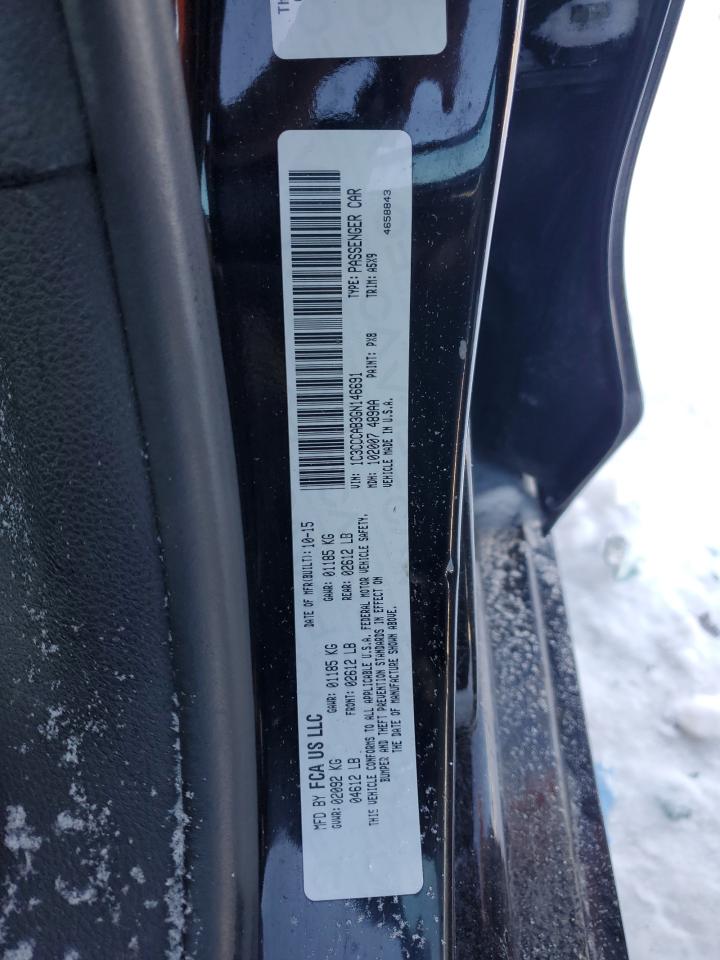 TH
MFD BY FCA US LLC
DATE OF MFR(BUILT): 10-15
GVWR: 02092 KG
GAWR: 01185 KG
GAWR: 01185 KG
04612 LB
FRONT: 02612 LB
REAR: 02612 LB
THIS VEHICLE CONFORMS TO ALL APPLICABLE U.S.A. FEDERAL MOTOR VEHICLE SAFETY,
BUMPER AND THEFT PREVENTION STANDARDS IN EFFECT ON
THE DATE OF MANUFACTURE SHOWN ABOVE.
VIN: 1C3CCCAB3GN146691
TYPE: PASSENGER CAR
MDH: 102007 489AA
PAINT: PX8
TRIM: A5X9
VEHICLE MADE IN U.S.A.
4658843